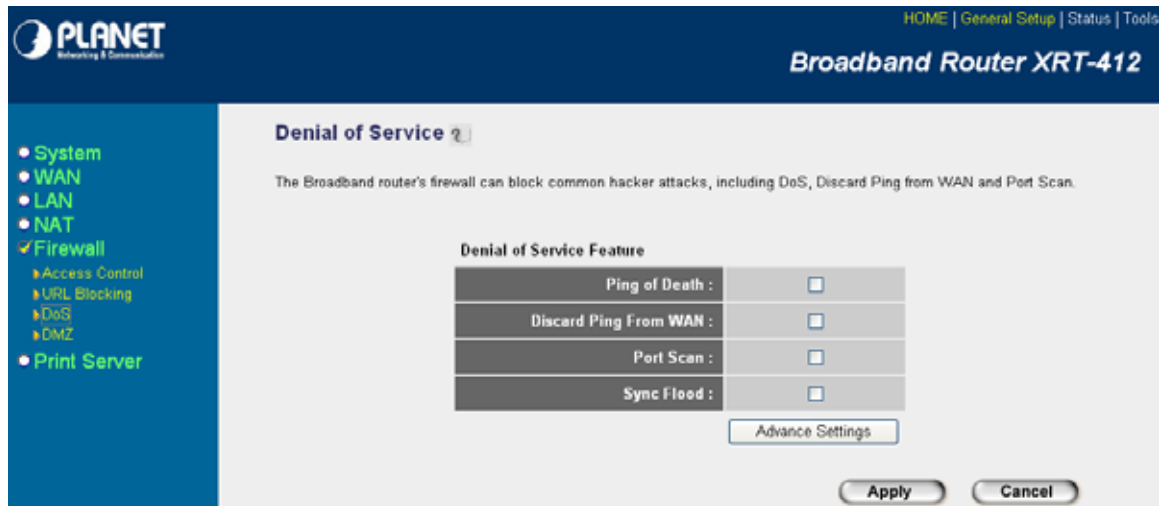 PLANET
Networking & Communication
HOME | General Setup | Status | Tools
Broadband Router XRT-412
System
WAN
LAN
NAT
Firewall
Access Control
URL Blocking
DoS
DMZ
Print Server
Denial of Service
The Broadband router's firewall can block common hacker attacks, including DoS, Discard Ping from WAN and Port Scan.
Denial of Service Feature
Ping of Death :
Discard Ping From WAN :
Port Scan :
Sync Flood :
Advance Settings
Apply
Cancel